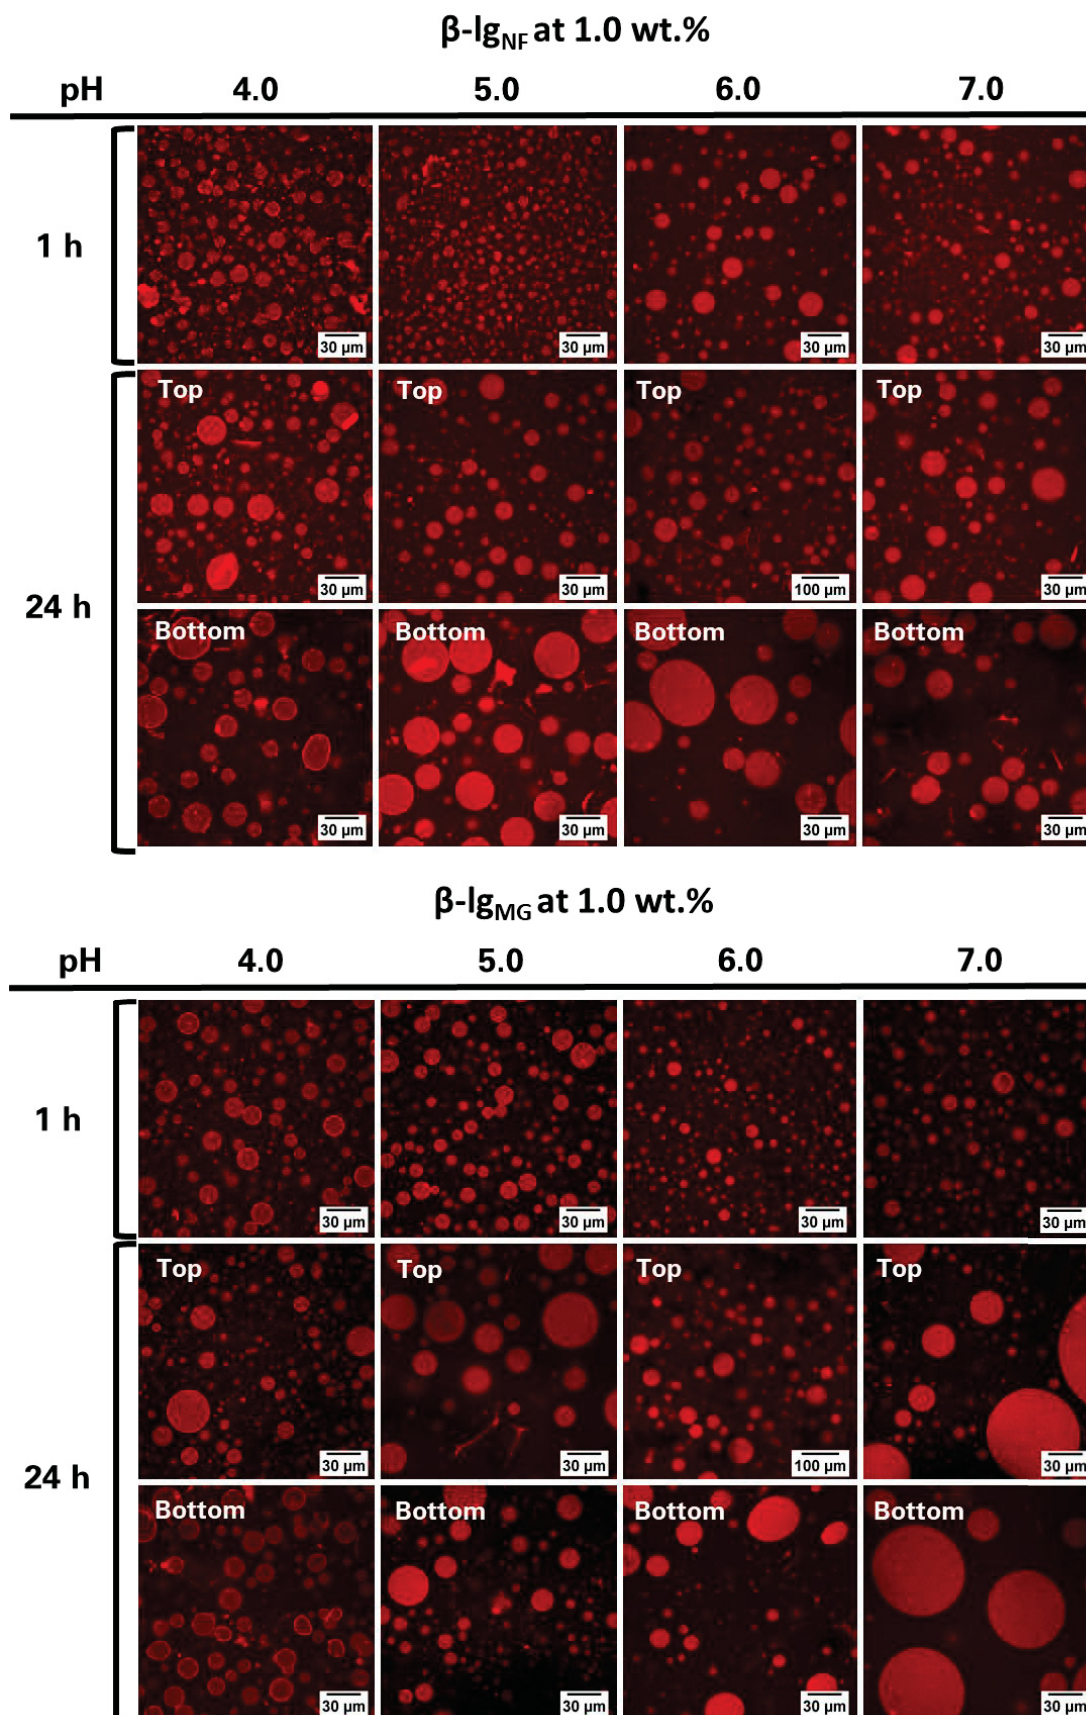 β-lgNF at 1.0 wt.%
pH 4.0 5.0 6.0 7.0
1 h
30 µm 30 µm 30 µm 30 µm
24 h
Top Top Top Top
30 µm 30 µm 100 µm 30 µm
Bottom Bottom Bottom Bottom
30 µm 30 µm 30 µm 30 µm
β-lgMG at 1.0 wt.%
pH 4.0 5.0 6.0 7.0
1 h
30 µm 30 µm 30 µm 30 µm
24 h
Top Top Top Top
30 µm 30 µm 100 µm 30 µm
Bottom Bottom Bottom Bottom
30 µm 30 µm 30 µm 30 µm